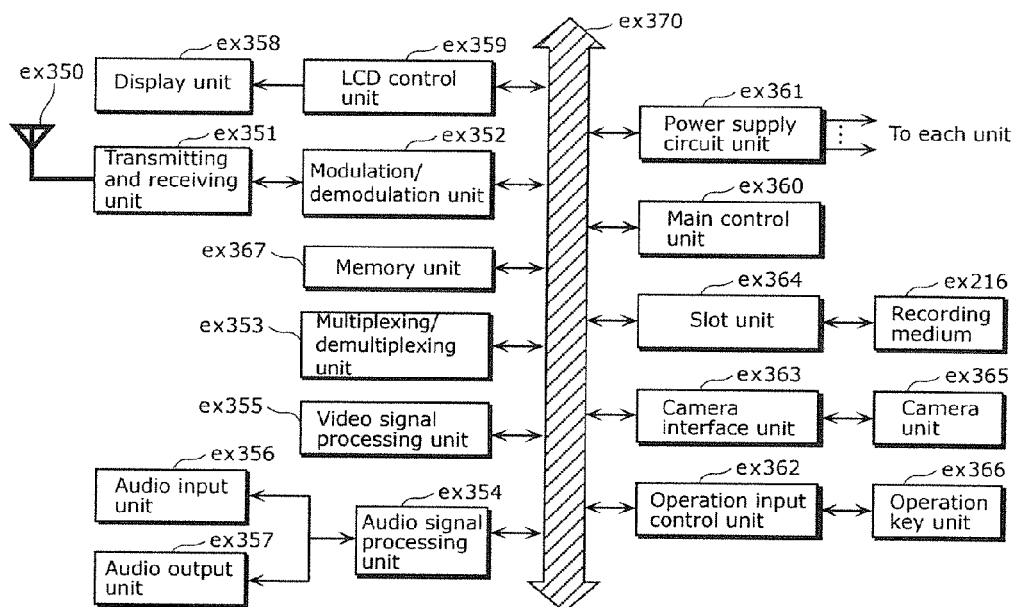 ex370
ex358
ex359
ex350
Display unit
LCD control
unit
ex361
ex351
ex352
Power supply
circuit unit
To each unit
Transmitting
and receiving
unit
Modulation/
demodulation unit
ex360
Main control
unit
ex367
Memory unit
ex364
ex216
Slot unit
Recording
medium
ex353
Multiplexing/
demultiplexing
unit
ex363
ex365
Camera
interface unit
Camera
unit
ex355
Video signal
processing unit
ex356
Audio input
unit
ex354
ex362
ex366
Operation input
control unit
Operation
key unit
Audio signal
processing
unit
ex357
Audio output
unit